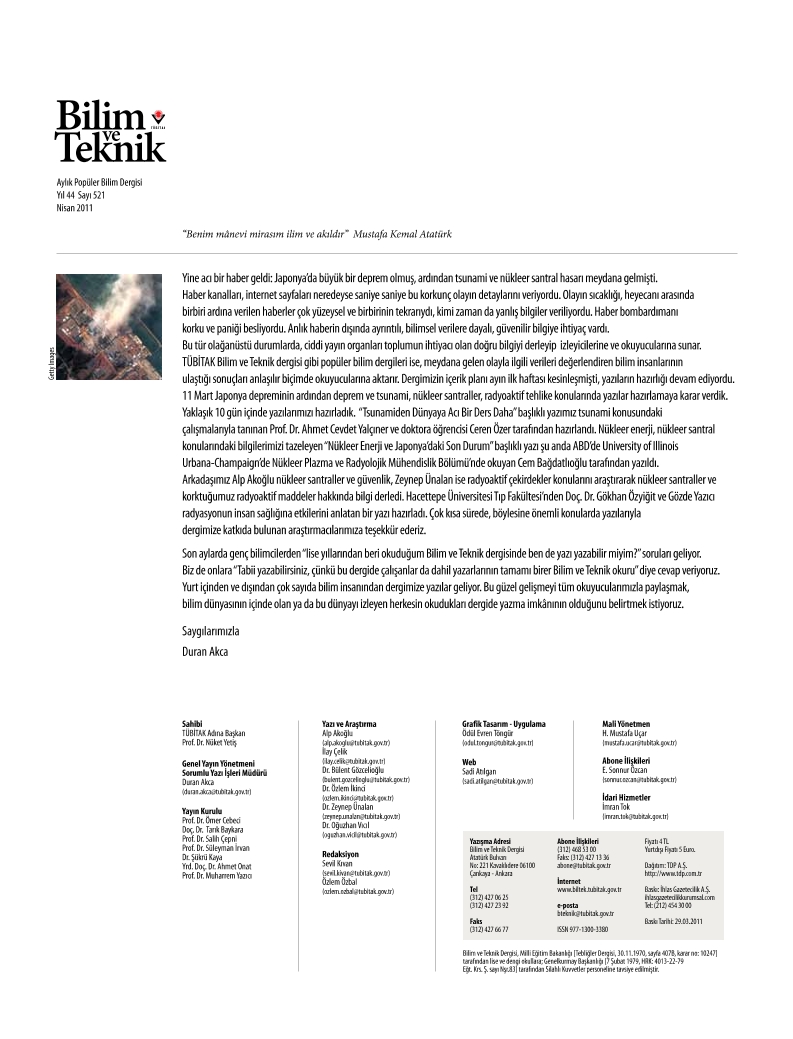 Bilim
ve
Teknik
TÜBİTAK
Aylık Popüler Bilim Dergisi
Yıl 44 Sayı 521
Nisan 2011
“Benim mânevi mirasım ilim ve akıldır” Mustafa Kemal Atatürk
Getty Images
Yine acı bir haber geldi: Japonya’da büyük bir deprem olmuş, ardından tsunami ve nükleer santral hasarı meydana gelmişti.
Haber kanalları, internet sayfaları neredeyse saniye saniye bu korkunç olayın detaylarını veriyordu. Olayın sıcaklığı, heyecanı arasında
birbiri ardına verilen haberler çok yüzeysel ve birbirinin tekrarıydı, kimi zaman da yanlış bilgiler veriliyordu. Haber bombardımanı
korku ve paniği besliyordu. Anlık haberin dışında ayrıntılı, bilimsel verilere dayalı, güvenilir bilgiye ihtiyaç vardı.
Bu tür olağanüstü durumlarda, ciddi yayın organları toplumun ihtiyacı olan doğru bilgiyi derleyip izleyicilerine ve okuyucularına sunar.
TÜBİTAK Bilim ve Teknik dergisi gibi popüler bilim dergileri ise, meydana gelen olayla ilgili verileri değerlendiren bilim insanlarının
ulaştığı sonuçları anlaşılır biçimde okuyucularına aktarır. Dergimizin içerik planı ayın ilk haftası kesinleşmişti, yazıların hazırlığı devam ediyordu.
11 Mart Japonya depreminin ardından deprem ve tsunami, nükleer santraller, radyoaktif tehlike konularında yazılar hazırlamaya karar verdik.
Yaklaşık 10 gün içinde yazılarımızı hazırladık. “Tsunamiden Dünyaya Acı Bir Ders Daha” başlıklı yazımız tsunami konusundaki
çalışmalarıyla tanınan Prof. Dr. Ahmet Cevdet Yalçıner ve doktora öğrencisi Ceren Özer tarafından hazırlandı. Nükleer enerji, nükleer santral
konularındaki bilgilerimizi tazeleyen “Nükleer Enerji ve Japonya’daki Son Durum” başlıklı yazı şu anda ABD’de University of Illinois
Urbana-Champaign’de Nükleer Plazma ve Radyolojik Mühendislik Bölümü’nde okuyan Cem Bağdatlıoğlu tarafından yazıldı.
Arkadaşımız Alp Akoğlu nükleer santraller ve güvenlik, Zeynep Ünalan ise radyoaktif çekirdekler konularını araştırarak nükleer santraller ve
korktuğumuz radyoaktif maddeler hakkında bilgi derledi. Hacettepe Üniversitesi Tıp Fakültesi’nden Doç. Dr. Gökhan Özyiğit ve Gözde Yazıcı
radyasyonun insan sağlığına etkilerini anlatan bir yazı hazırladı. Çok kısa sürede, böylesine önemli konularda yazılarıyla
dergimize katkıda bulunan araştırmacılarımıza teşekkür ederiz.
Son aylarda genç bilimcilerden “lise yıllarından beri okuduğum Bilim ve Teknik dergisinde ben de yazı yazabilir miyim?” soruları geliyor.
Biz de onlara “Tabii yazabilirsiniz, çünkü bu dergide çalışanlar da dahil yazarlarının tamamı birer Bilim ve Teknik okuru” diye cevap veriyoruz.
Yurt içinden ve dışından çok sayıda bilim insanından dergimize yazılar geliyor. Bu güzel gelişmeyi tüm okuyucularımızla paylaşmak,
bilim dünyasının içinde olan ya da bu dünyayı izleyen herkesin okudukları dergide yazma imkânının olduğunu belirtmek istiyoruz.
Saygılarımızla
Duran Akca
Sahibi
TÜBİTAK Adına Başkan
Prof. Dr. Nüket Yetiş
Genel Yayın Yönetmeni
Sorumlu Yazı İşleri Müdürü
Duran Akca
(duran.akca@tubitak.gov.tr)
Yayın Kurulu
Prof. Dr. Ömer Cebeci
Doç. Dr. Tarık Baykara
Prof. Dr. Salih Çepni
Prof. Dr. Süleyman İrvan
Dr. Şükrü Kaya
Yrd. Doç. Dr. Ahmet Onat
Prof. Dr. Muharrem Yazıcı
Yazı ve Araştırma
Alp Akoğlu
(alp.akoglu@tubitak.gov.tr)
İlay Çelik
(ilay.celik@tubitak.gov.tr)
Dr. Bülent Gözcelioğlu
(bulent.gozcelioglu@tubitak.gov.tr)
Dr. Özlem İkinci
(ozlem.ikinci@tubitak.gov.tr)
Dr. Zeynep Ünalan
(zeynep.unalan@tubitak.gov.tr)
Dr. Oğuzhan Vıcıl
(oguzhan.vicil@tubitak.gov.tr)
Redaksiyon
Sevil Kıvan
(sevil.kivan@tubitak.gov.tr)
Özlem Özbal
(ozlem.ozbal@tubitak.gov.tr)
Grafik Tasarım - Uygulama
Ödül Evren Töngür
(odul.tongur@tubitak.gov.tr)
Web
Sadi Atılgan
(sadi.atilgan@tubitak.gov.tr)
Mali Yönetmen
H. Mustafa Uçar
(mustafa.ucar@tubitak.gov.tr)
Abone İlişkileri
E. Sonnur Özcan
(sonnur.ozcan@tubitak.gov.tr)
İdari Hizmetler
İmran Tok
(imran.tok@tubitak.gov.tr)
Yazışma Adresi
Bilim ve Teknik Dergisi
Atatürk Bulvarı
No: 221 Kavaklıdere 06100
Çankaya - Ankara
Tel
(312) 427 06 25
(312) 427 23 92
Faks
(312) 427 66 77
Abone İlişkileri
(312) 468 53 00
Faks: (312) 427 13 36
abone@tubitak.gov.tr
İnternet
www.biltek.tubitak.gov.tr
e-posta
bteknik@tubitak.gov.tr
ISSN 977-1300-3380
Fiyatı 4 TL
Yurtdışı Fiyatı 5 Euro.
Dağıtım: TDP A.Ş.
http://www.tdp.com.tr
Baskı: İhlas Gazetecilik A.Ş.
ihlasgazetecilikkurumsal.com
Tel: (212) 454 30 00
Baskı Tarihi: 29.03.2011
Bilim ve Teknik Dergisi, Milli Eğitim Bakanlığı [Tebliğler Dergisi, 30.11.1970, sayfa 407B, karar no: 10247]
tarafından lise ve dengi okullara; Genelkurmay Başkanlığı [7 Şubat 1979, HRK: 4013-22-79
Eğt. Krs. Ş. sayı Nşr.83] tarafından Silahlı Kuvvetler personeline tavsiye edilmiştir.